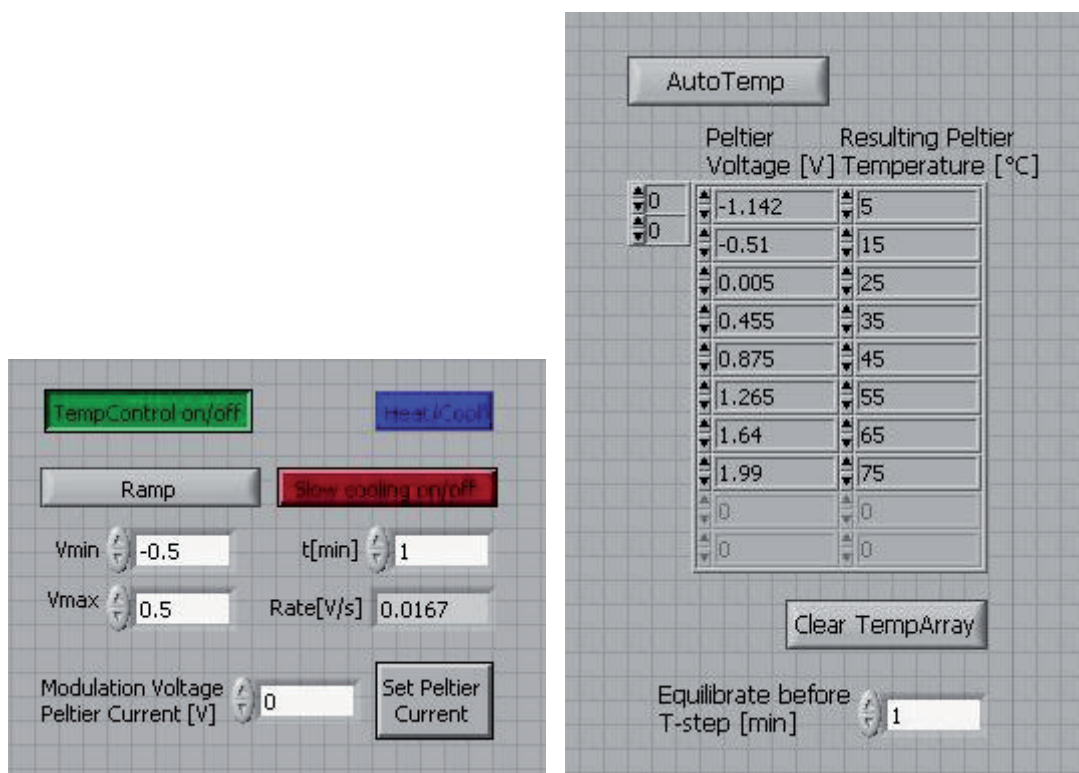 TempControl on/off
Heat/Cool
Ramp
Slow cooling on/off
Vmin -0.5
t[min] 1
Vmax 0.5
Rate[V/s] 0.0167
Modulation Voltage
Peltier Current [V]
0
Set Peltier
Current
AutoTemp
Peltier
Voltage [V]
Resulting Peltier
Temperature [°C]
0
0
-1.142 5
-0.51 15
0.005 25
0.455 35
0.875 45
1.265 55
1.64 65
1.99 75
0 0
0 0
Clear TempArray
Equilibrate before
T-step [min]
1